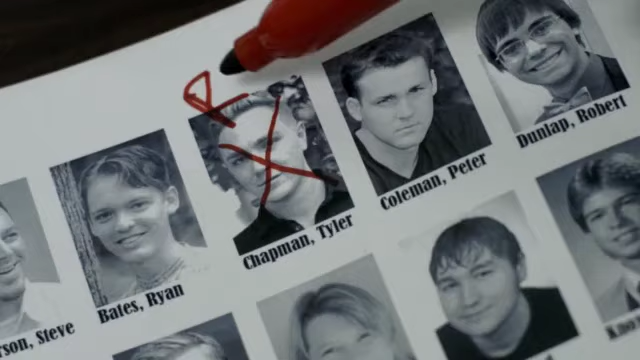 Dunlap, Robert
Coleman, Peter
Chapman, Tyler
Bates, Ryan
rson, Steve